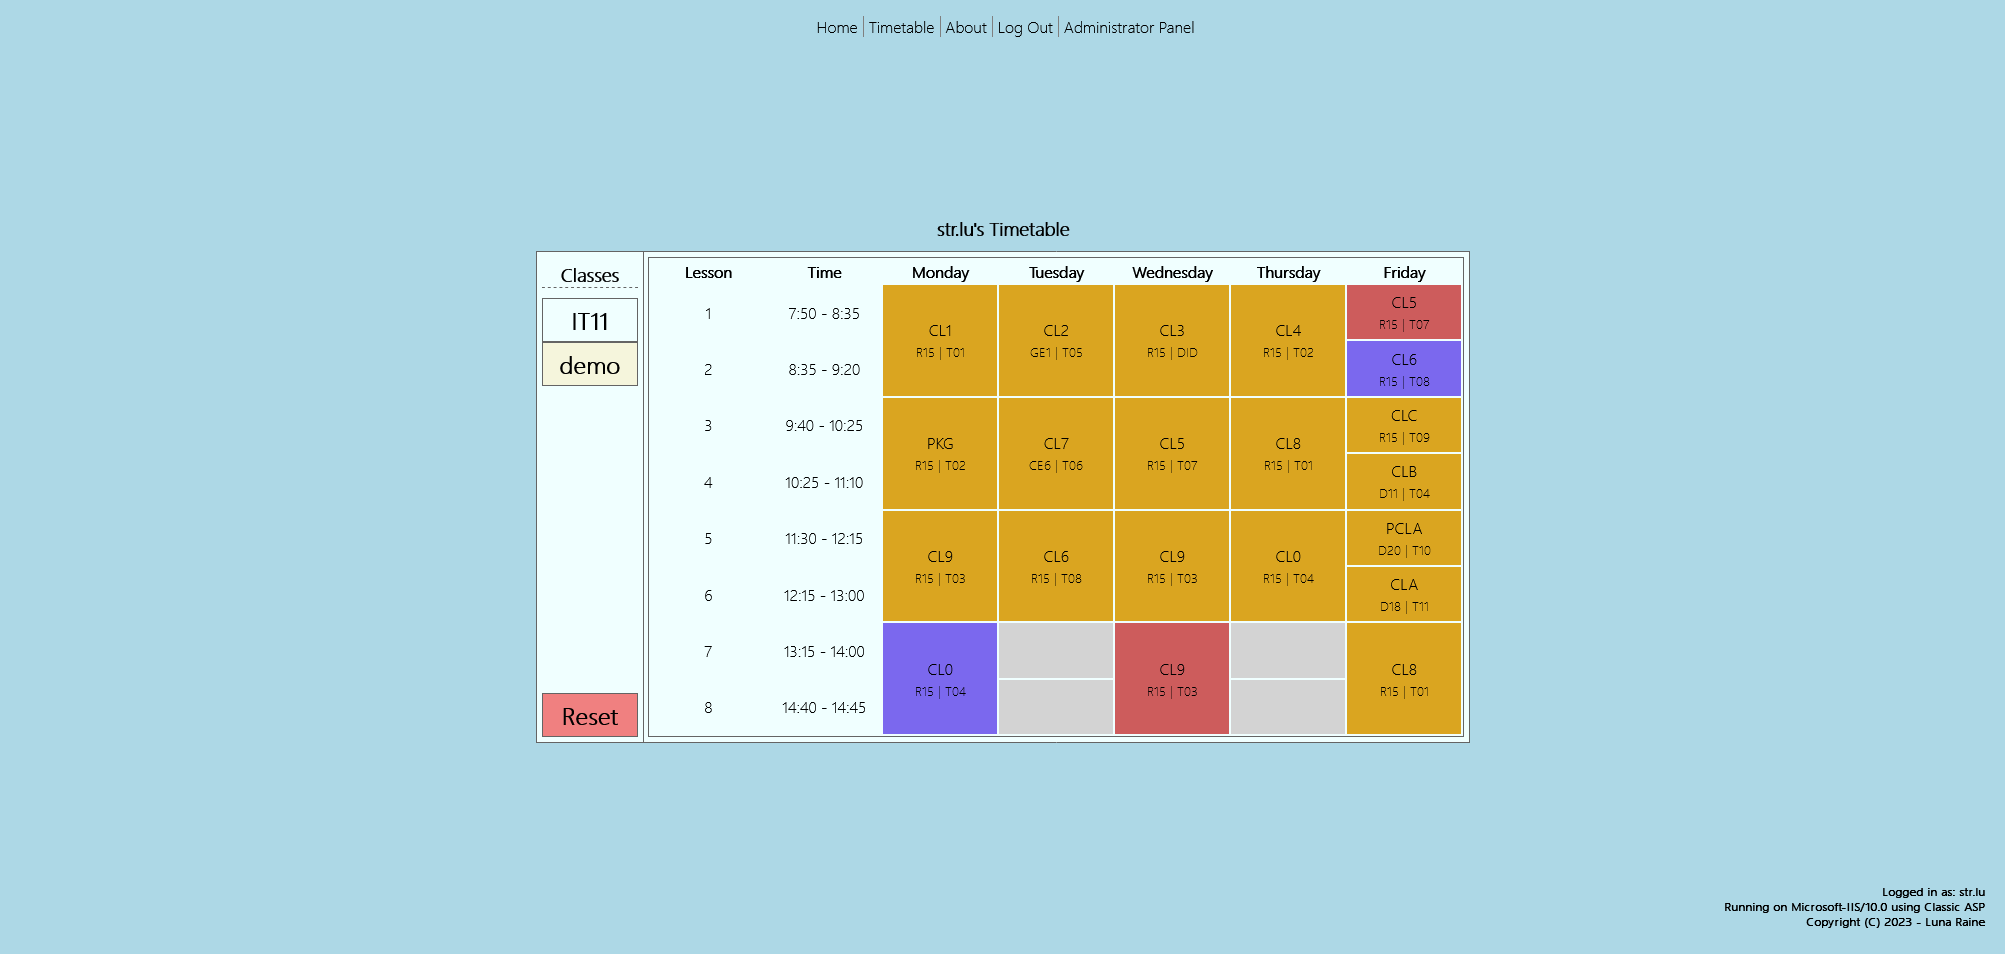 Home Timetable About Log Out Administrator Panel
str.lu's Timetable
Classes
IT11
demo
Reset
Lesson Time Monday Tuesday Wednesday Thursday Friday
1 7:50 - 8:35
2 8:35 - 9:20
3 9:40 - 10:25
4 10:25 - 11:10
5 11:30 - 12:15
6 12:15 - 13:00
7 13:15 - 14:00
8 14:40 - 14:45
CL1
R15 | T01
PKG
R15 | T02
CL9
R15 | T03
CL0
R15 | T04
CL2
GE1 | T05
CL7
CE6 | T06
CL6
R15 | T08
CL3
R15 | DID
CL5
R15 | T07
CL9
R15 | T03
CL9
R15 | T03
CL4
R15 | T02
CL8
R15 | T01
CL0
R15 | T04
CL5
R15 | T07
CL6
R15 | T08
CLC
R15 | T09
CLB
D11 | T04
PCLA
D20 | T10
CLA
D18 | T11
CL8
R15 | T01
Logged in as: str.lu
Running on Microsoft-IIS/10.0 using Classic ASP
Copyright (C) 2023 - Luna Raine